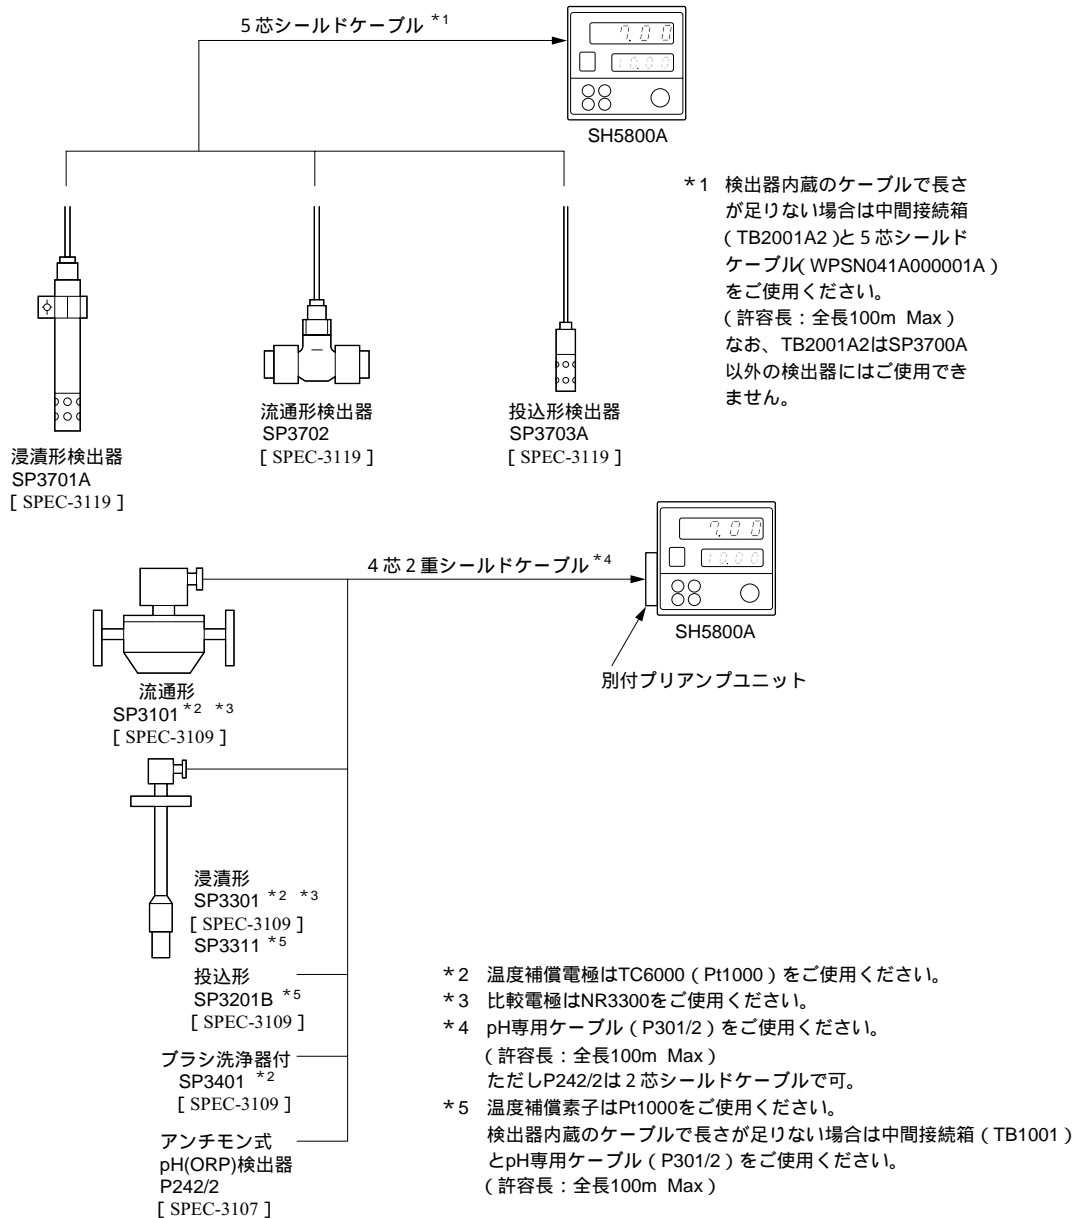 5芯シールドケーブル *1
7.00
10.00
SH5800A
*1 検出器内蔵のケーブルで長さ
が足りない場合は中間接続箱
(TB2001A2)と5芯シールド
ケーブル(WPSN041A000001A)
をご使用ください。
(許容長:全長100m Max)
なお、TB2001A2はSP3700A
以外の検出器にはご使用でき
ません。
浸漬形検出器
SP3701A
[SPEC-3119]
流通形検出器
SP3702
[SPEC-3119]
投込形検出器
SP3703A
[SPEC-3119]
4芯2重シールドケーブル *4
7.00
10.00
SH5800A
別付プリアンプユニット
流通形
SP3101 *2 *3
[SPEC-3109]
浸漬形
SP3301 *2 *3
[SPEC-3109]
SP3311 *5
投込形
SP3201B *5
[SPEC-3109]
ブラシ洗浄器付
SP3401 *2
[SPEC-3109]
アンチモン式
pH(ORP)検出器
P242/2
[SPEC-3107]
*2 温度補償電極はTC6000(Pt1000)をご使用ください。
*3 比較電極はNR3300をご使用ください。
*4 pH専用ケーブル(P301/2)をご使用ください。
(許容長:全長100m Max)
ただしP242/2は2芯シールドケーブルで可。
*5 温度補償素子はPt1000をご使用ください。
検出器内蔵のケーブルで長さが足りない場合は中間接続箱(TB1001)
とpH専用ケーブル(P301/2)をご使用ください。
(許容長:全長100m Max)